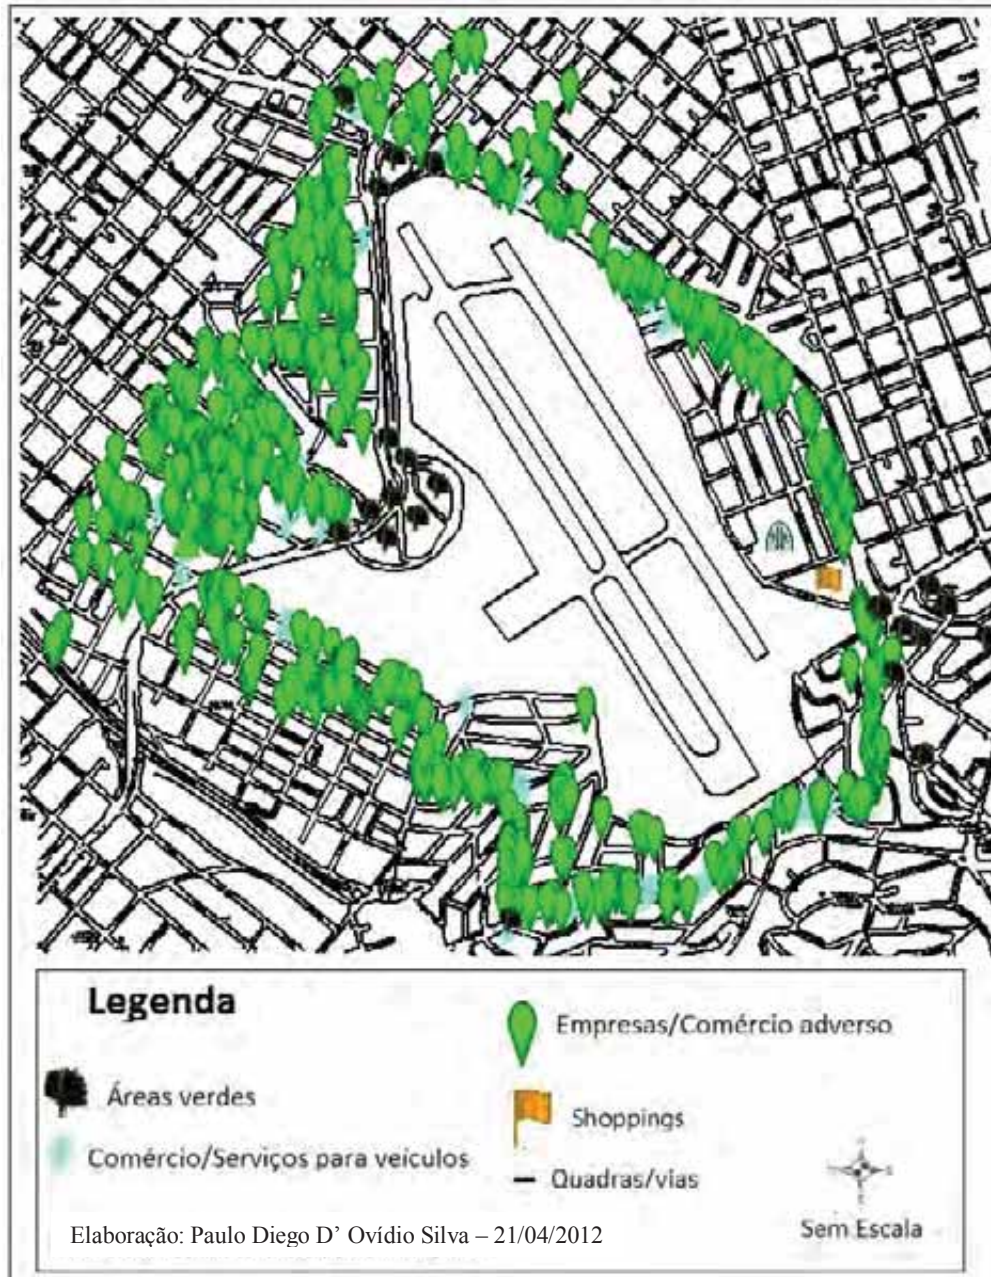 Legenda
Empresas/Comércio adverso
Áreas verdes
Shoppings
Comércio/Serviços para veículos
Quadras/vias
Sem Escala
Elaboração: Paulo Diego D’ Ovídio Silva – 21/04/2012